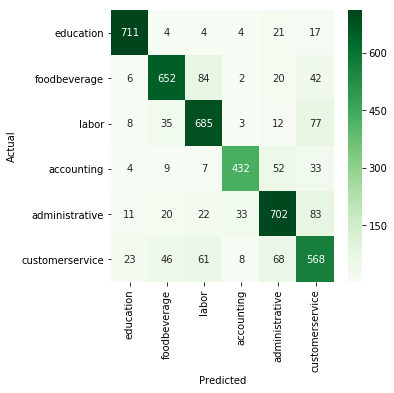 education 711 4 4 4 21 17
foodbeverage 6 652 84 2 20 42
labor 8 35 685 3 12 77
accounting 4 9 7 432 52 33
administrative 11 20 22 33 702 83
customerservice 23 46 61 8 68 568
Actual
education
foodbeverage
labor
accounting
administrative
customerservice
Predicted
600
450
300
150